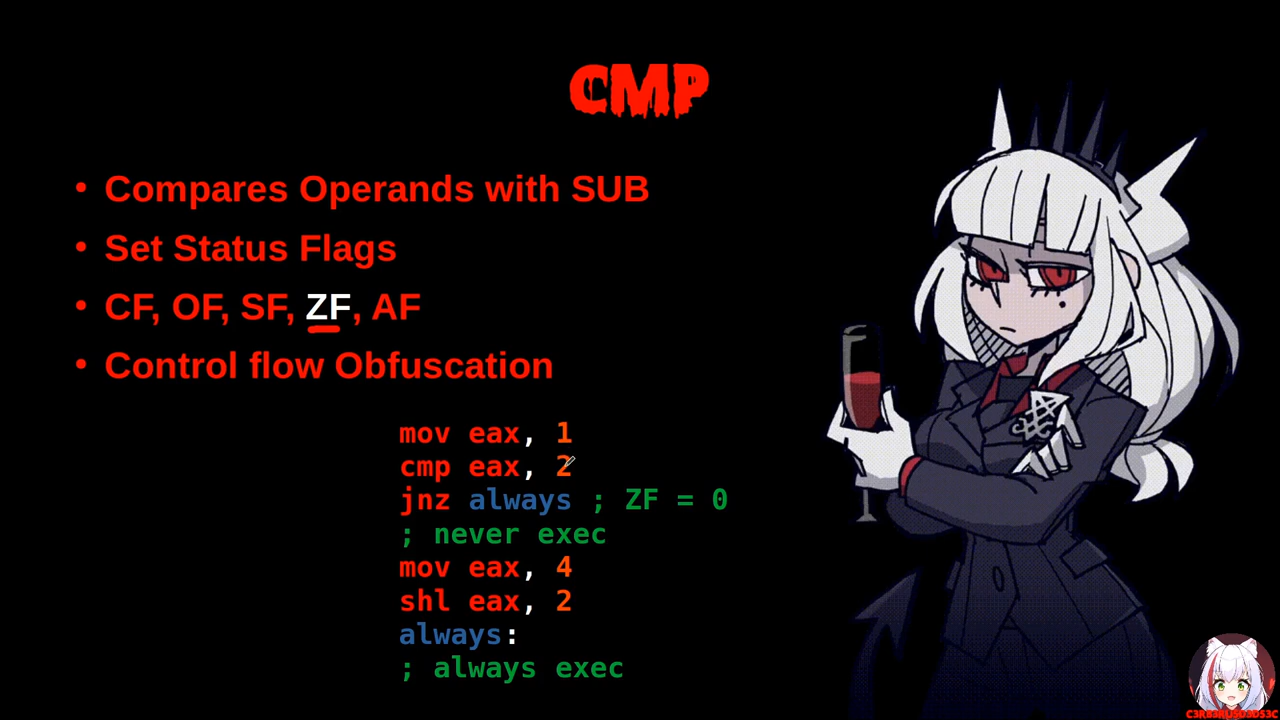 CMP
• Compares Operands with SUB
• Set Status Flags
• CF, OF, SF, ZF, AF
• Control flow Obfuscation
mov eax, 1
cmp eax, 2
jnz always ; ZF = 0
; never exec
mov eax, 4
shl eax, 2
always:
; always exec